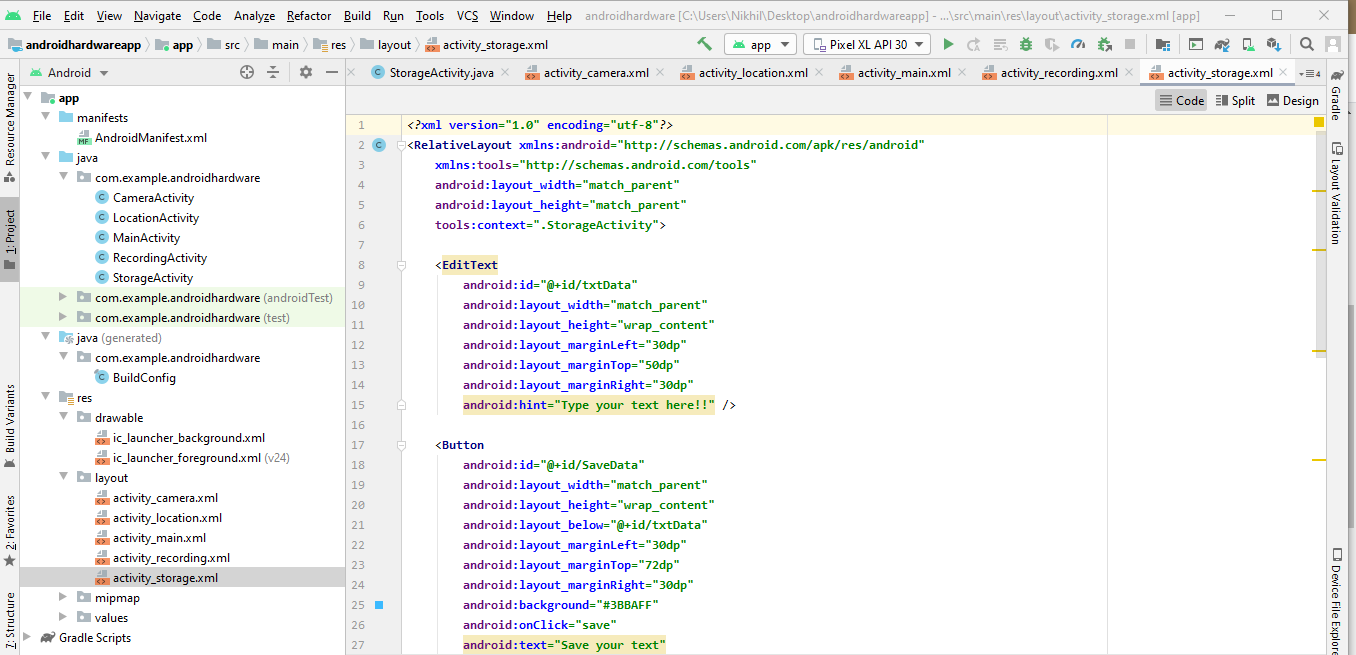 File Edit View Navigate Code Analyze Refactor Build Run Tools VCS Window Help androidhardware [C:\Users\Nikhil\Desktop\androidhardwareapp] - ...\src\main\res\layout\activity_storage.xml [app]
androidhardwareapp app src main res layout activity_storage.xml app Pixel XL API 30
Android StorageActivity.java activity_camera.xml activity_location.xml activity_main.xml activity_recording.xml activity_storage.xml 4
Code Split Design
Resource Manager
1: Project
Build Variants
2: Favorites
7: Structure
app
manifests
MF AndroidManifest.xml
java
com.example.androidhardware
C CameraActivity
C LocationActivity
C MainActivity
C RecordingActivity
C StorageActivity
com.example.androidhardware (androidTest)
com.example.androidhardware (test)
java (generated)
com.example.androidhardware
C BuildConfig
res
drawable
ic_launcher_background.xml
ic_launcher_foreground.xml (v24)
layout
activity_camera.xml
activity_location.xml
activity_main.xml
activity_recording.xml
activity_storage.xml
mipmap
values
Gradle Scripts
1 <?xml version="1.0" encoding="utf-8"?>
2 C <RelativeLayout xmlns:android="http://schemas.android.com/apk/res/android"
3 xmlns:tools="http://schemas.android.com/tools"
4 android:layout_width="match_parent"
5 android:layout_height="match_parent"
6 tools:context=".StorageActivity">
7
8 <EditText
9 android:id="@+id/txtData"
10 android:layout_width="match_parent"
11 android:layout_height="wrap_content"
12 android:layout_marginLeft="30dp"
13 android:layout_marginTop="50dp"
14 android:layout_marginRight="30dp"
15 android:hint="Type your text here!!" />
16
17 <Button
18 android:id="@+id/SaveData"
19 android:layout_width="match_parent"
20 android:layout_height="wrap_content"
21 android:layout_below="@+id/txtData"
22 android:layout_marginLeft="30dp"
23 android:layout_marginTop="72dp"
24 android:layout_marginRight="30dp"
25 android:background="#3BBAFF"
26 android:onClick="save"
27 android:text="Save your text"
Gradle
Layout Validation
Device File Explorer